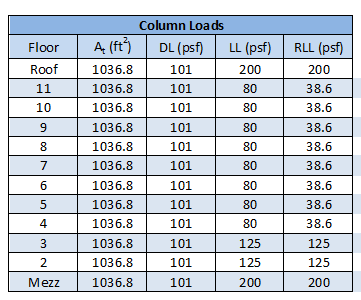 Column Loads
Floor At (ft2) DL (psf) LL (psf) RLL (psf)
Roof 1036.8 101 200 200
11 1036.8 101 80 38.6
10 1036.8 101 80 38.6
9 1036.8 101 80 38.6
8 1036.8 101 80 38.6
7 1036.8 101 80 38.6
6 1036.8 101 80 38.6
5 1036.8 101 80 38.6
4 1036.8 101 80 38.6
3 1036.8 101 125 125
2 1036.8 101 125 125
Mezz 1036.8 101 200 200